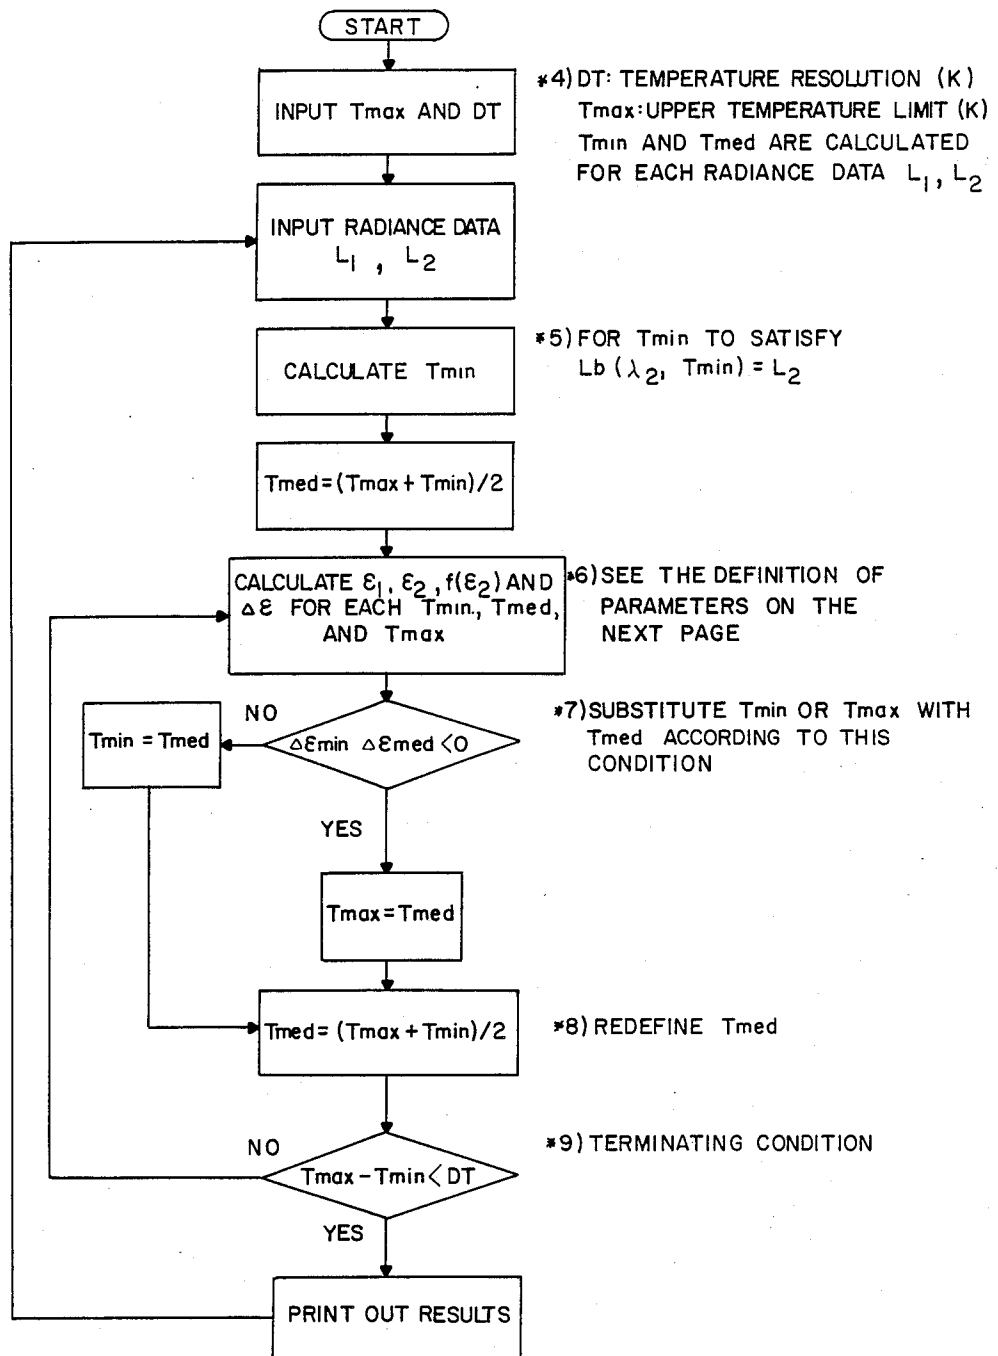 START
INPUT Tmax AND DT
*4) DT: TEMPERATURE RESOLUTION (K)
Tmax: UPPER TEMPERATURE LIMIT (K)
Tmin AND Tmed ARE CALCULATED
FOR EACH RADIANCE DATA L1, L2
INPUT RADIANCE DATA
L1 , L2
CALCULATE Tmin
*5) FOR Tmin TO SATISFY
Lb (λ2, Tmin) = L2
Tmed = (Tmax + Tmin)/2
CALCULATE ε1, ε2, f(ε2) AND
Δε FOR EACH Tmin., Tmed,
AND Tmax
*6) SEE THE DEFINITION OF
PARAMETERS ON THE
NEXT PAGE
NO
Δεmin Δεmed <0
Tmin = Tmed
*7) SUBSTITUTE Tmin OR Tmax WITH
Tmed ACCORDING TO THIS
CONDITION
YES
Tmax = Tmed
Tmed = (Tmax + Tmin)/2
*8) REDEFINE Tmed
NO
Tmax - Tmin < DT
*9) TERMINATING CONDITION
YES
PRINT OUT RESULTS